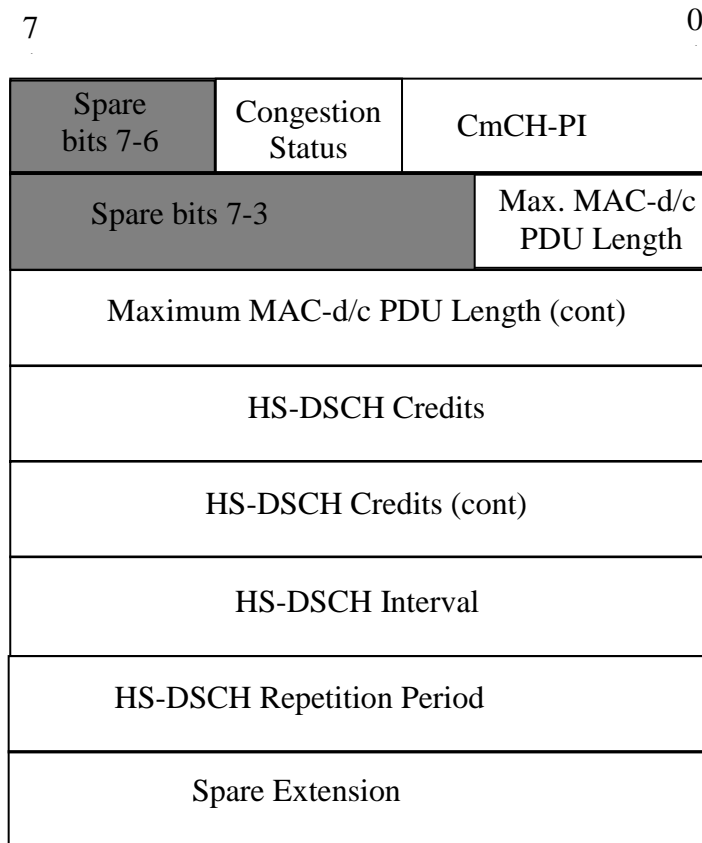 7 0
Spare
bits 7-6
Congestion
Status
CmCH-PI
Spare bits 7-3
Max. MAC-d/c
PDU Length
Maximum MAC-d/c PDU Length (cont)
HS-DSCH Credits
HS-DSCH Credits (cont)
HS-DSCH Interval
HS-DSCH Repetition Period
Spare Extension